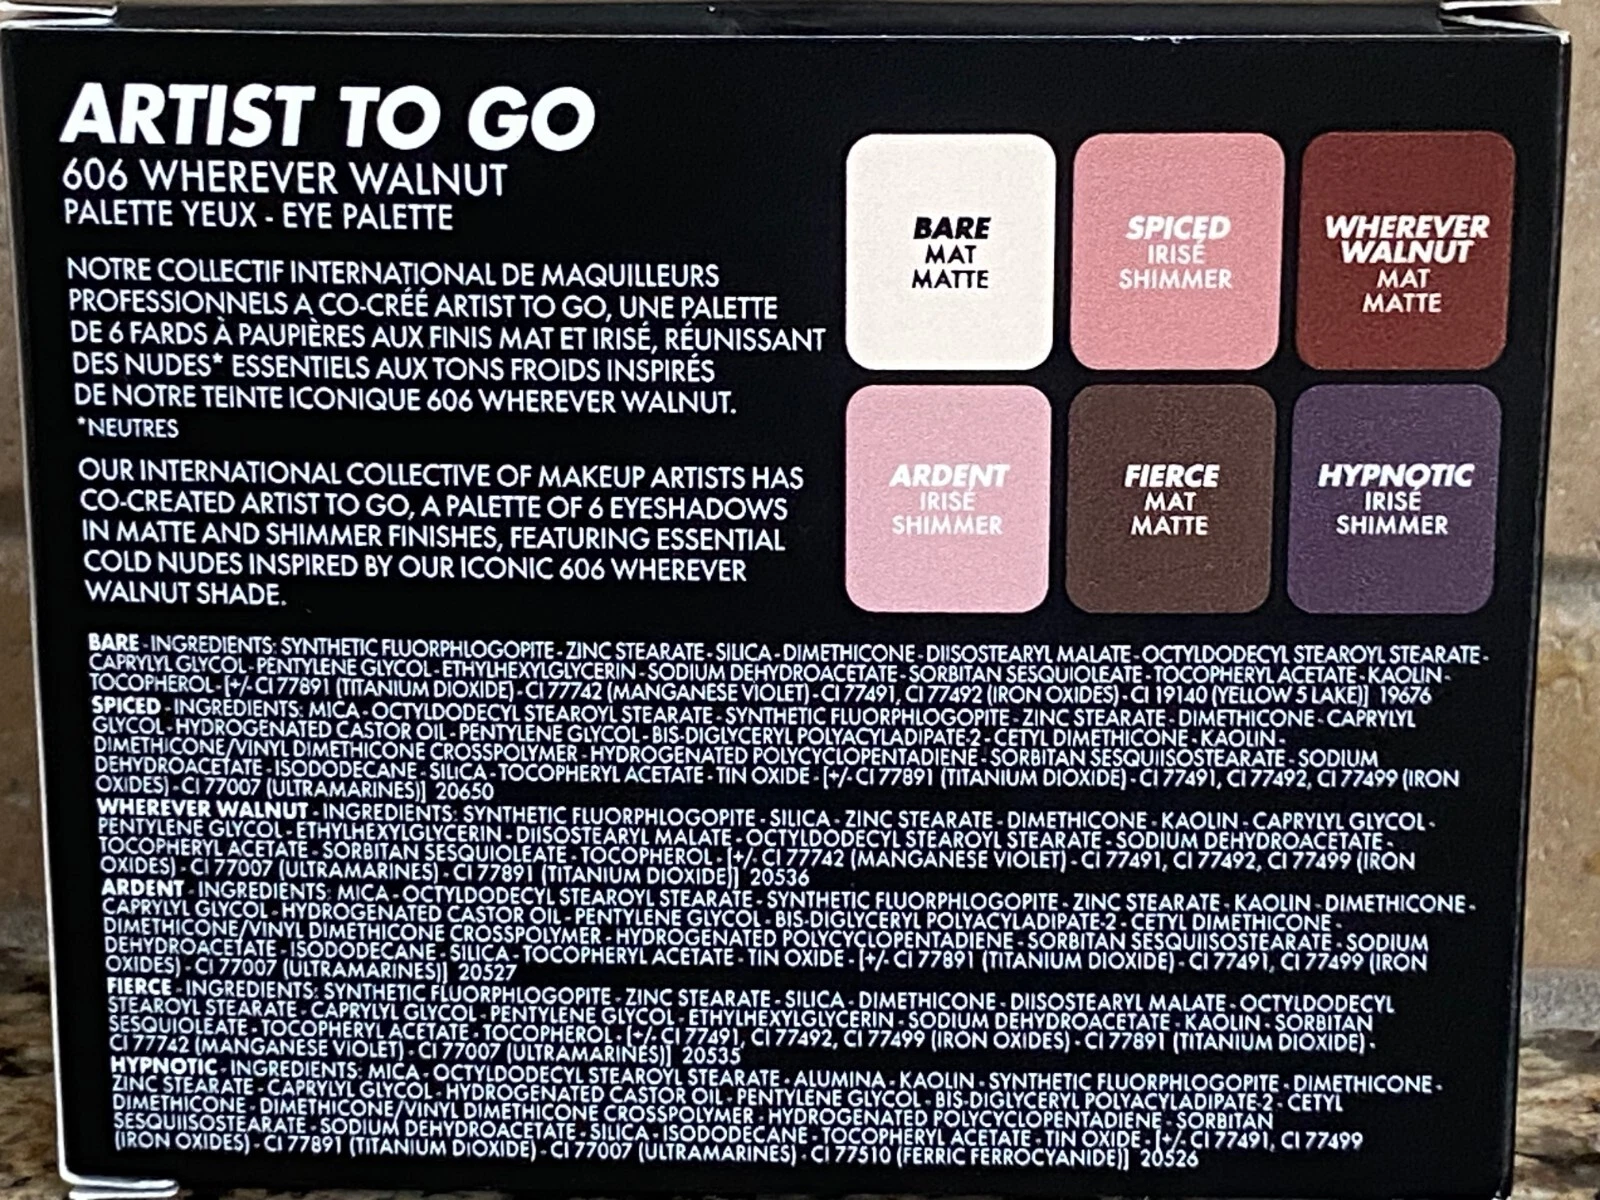 ARTIST TO GO
606 WHEREVER WALNUT
PALETTE YEUX - EYE PALETTE
NOTRE COLLECTIF INTERNATIONAL DE MAQUILLEURS
PROFESSIONNELS A CO-CRÉÉ ARTIST TO GO, UNE PALETTE
DE 6 FARDS À PAUPIÈRES AUX FINIS MAT ET IRISÉ, RÉUNISSANT
DES NUDES* ESSENTIELS AUX TONS FROIDS INSPIRÉS
DE NOTRE TEINTE ICONIQUE 606 WHEREVER WALNUT.
*NEUTRES
OUR INTERNATIONAL COLLECTIVE OF MAKEUP ARTISTS HAS
CO-CREATED ARTIST TO GO, A PALETTE OF 6 EYESHADOWS
IN MATTE AND SHIMMER FINISHES, FEATURING ESSENTIAL
COLD NUDES INSPIRED BY OUR ICONIC 606 WHEREVER
WALNUT SHADE.
BARE
MAT
MATTE
SPICED
IRISÉ
SHIMMER
WHEREVER
WALNUT
MAT
MATTE
ARDENT
IRISÉ
SHIMMER
FIERCE
MAT
MATTE
HYPNOTIC
IRISÉ
SHIMMER
BARE - INGREDIENTS: SYNTHETIC FLUORPHLOGOPITE - ZINC STEARATE - SILICA - DIMETHICONE - DIISOSTEARYL MALATE - OCTYLDODECYL STEAROYL STEARATE -
CAPRYLYL GLYCOL - PENTYLENE GLYCOL - ETHYLHEXYLGLYCERIN - SODIUM DEHYDROACETATE - SORBITAN SESQUIOLEATE - TOCOPHERYL ACETATE - KAOLIN -
TOCOPHEROL - [+/- CI 77891 (TITANIUM DIOXIDE) - CI 77742 (MANGANESE VIOLET) - CI 77491, CI 77492 (IRON OXIDES) - CI 19140 (YELLOW 5 LAKE)] 19676
SPICED - INGREDIENTS: MICA - OCTYLDODECYL STEAROYL STEARATE - SYNTHETIC FLUORPHLOGOPITE - ZINC STEARATE - DIMETHICONE - CAPRYLYL
GLYCOL - HYDROGENATED CASTOR OIL - PENTYLENE GLYCOL - BIS-DIGLYCERYL POLYACYLADIPATE-2 - CETYL DIMETHICONE - KAOLIN -
DIMETHICONE/VINYL DIMETHICONE CROSSPOLYMER - HYDROGENATED POLYCYCLOPENTADIENE - SORBITAN SESQUIISOSTEARATE - SODIUM
DEHYDROACETATE - ISODODECANE - SILICA - TOCOPHERYL ACETATE - TIN OXIDE - [+/- CI 77891 (TITANIUM DIOXIDE) - CI 77491, CI 77492, CI 77499 (IRON
OXIDES) - CI 77007 (ULTRAMARINES)] 20650
WHEREVER WALNUT - INGREDIENTS: SYNTHETIC FLUORPHLOGOPITE - SILICA - ZINC STEARATE - DIMETHICONE - KAOLIN - CAPRYLYL GLYCOL -
PENTYLENE GLYCOL - ETHYLHEXYLGLYCERIN - DIISOSTEARYL MALATE - OCTYLDODECYL STEAROYL STEARATE - SODIUM DEHYDROACETATE -
TOCOPHERYL ACETATE - SORBITAN SESQUIOLEATE - TOCOPHEROL - [+/- CI 77742 (MANGANESE VIOLET) - CI 77491, CI 77492, CI 77499 (IRON
OXIDES) - CI 77007 (ULTRAMARINES) - CI 77891 (TITANIUM DIOXIDE)] 20536
ARDENT - INGREDIENTS: MICA - OCTYLDODECYL STEAROYL STEARATE - SYNTHETIC FLUORPHLOGOPITE - ZINC STEARATE - KAOLIN - DIMETHICONE -
CAPRYLYL GLYCOL - HYDROGENATED CASTOR OIL - PENTYLENE GLYCOL - BIS-DIGLYCERYL POLYACYLADIPATE-2 - CETYL DIMETHICONE -
DIMETHICONE/VINYL DIMETHICONE CROSSPOLYMER - HYDROGENATED POLYCYCLOPENTADIENE - SORBITAN SESQUIISOSTEARATE - SODIUM
DEHYDROACETATE - ISODODECANE - SILICA - TOCOPHERYL ACETATE - TIN OXIDE - [+/- CI 77891 (TITANIUM DIOXIDE) - CI 77491, CI 77499 (IRON
OXIDES) - CI 77007 (ULTRAMARINES)] 20527
FIERCE - INGREDIENTS: SYNTHETIC FLUORPHLOGOPITE - ZINC STEARATE - SILICA - DIMETHICONE - DIISOSTEARYL MALATE - OCTYLDODECYL
STEAROYL STEARATE - CAPRYLYL GLYCOL - PENTYLENE GLYCOL - ETHYLHEXYLGLYCERIN - SODIUM DEHYDROACETATE - KAOLIN - SORBITAN
SESQUIOLEATE - TOCOPHERYL ACETATE - TOCOPHEROL - [+/- CI 77491, CI 77492, CI 77499 (IRON OXIDES) - CI 77891 (TITANIUM DIOXIDE) -
CI 77742 (MANGANESE VIOLET) - CI 77007 (ULTRAMARINES)] 20535
HYPNOTIC - INGREDIENTS: MICA - OCTYLDODECYL STEAROYL STEARATE - ALUMINA - KAOLIN - SYNTHETIC FLUORPHLOGOPITE - DIMETHICONE -
ZINC STEARATE - CAPRYLYL GLYCOL - HYDROGENATED CASTOR OIL - PENTYLENE GLYCOL - BIS-DIGLYCERYL POLYACYLADIPATE-2 - CETYL
DIMETHICONE - DIMETHICONE/VINYL DIMETHICONE CROSSPOLYMER - HYDROGENATED POLYCYCLOPENTADIENE - SORBITAN
SESQUIISOSTEARATE - SODIUM DEHYDROACETATE - SILICA - ISODODECANE - TOCOPHERYL ACETATE - TIN OXIDE - [+/- CI 77491, CI 77499
(IRON OXIDES) - CI 77891 (TITANIUM DIOXIDE) - CI 77007 (ULTRAMARINES) - CI 77510 (FERRIC FERROCYANIDE)] 20526